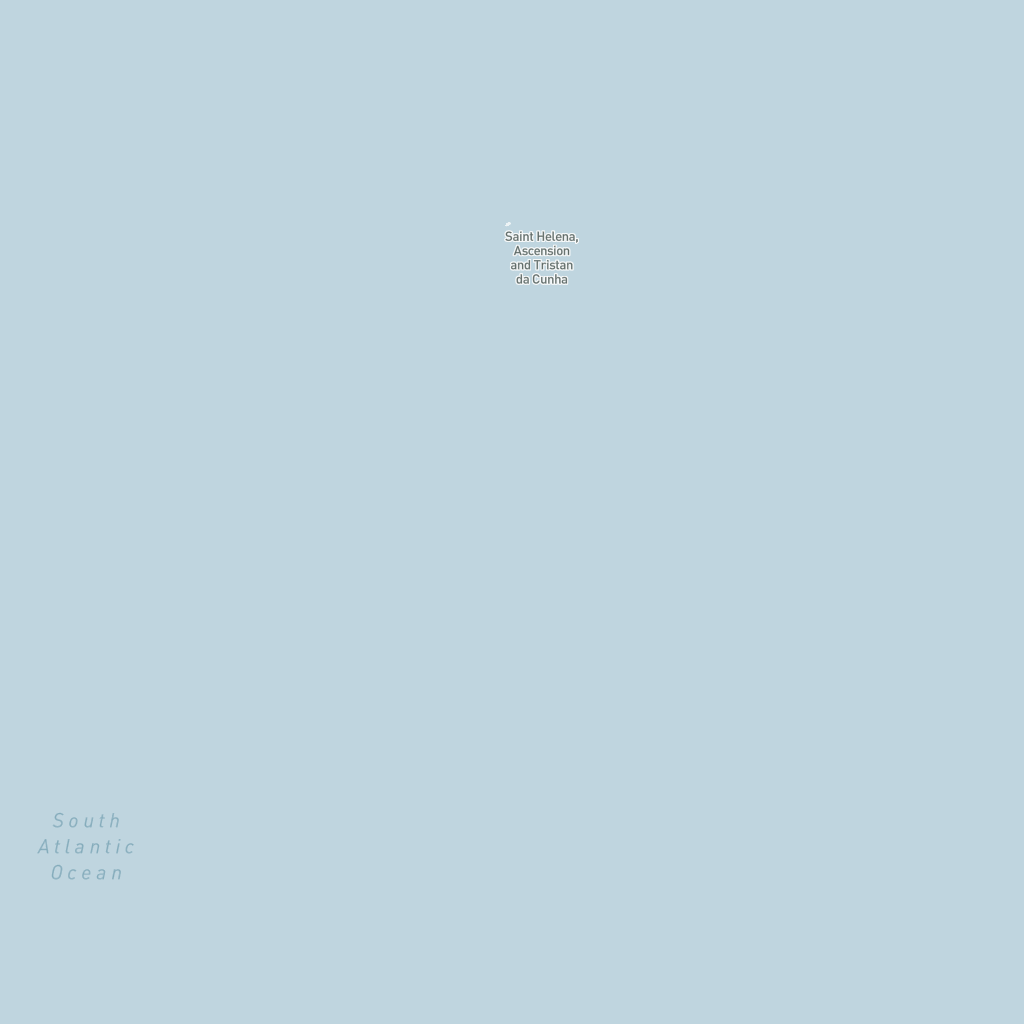 Saint Helena,
Ascension
and Tristan
da Cunha
South
Atlantic
Ocean